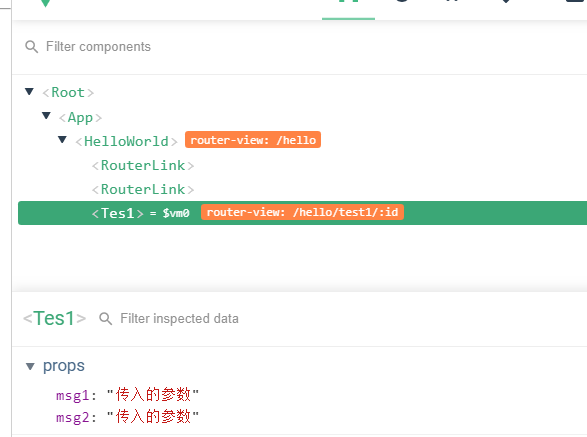 Filter components
<Root>
<App>
<HelloWorld> router-view: /hello
<RouterLink>
<RouterLink>
<Tes1> = $vm0 router-view: /hello/test1/:id
<Tes1> Filter inspected data
props
msg1: "传入的参数"
msg2: "传入的参数"